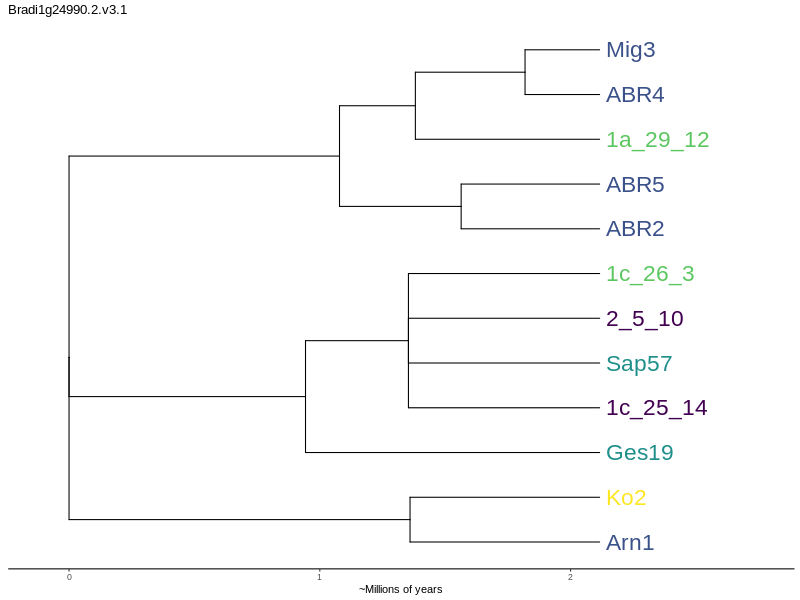 Bradi1g24990.2.v3.1
Mig3
ABR4
1a_29_12
ABR5
ABR2
1c_26_3
2_5_10
Sap57
1c_25_14
Ges19
Ko2
Arn1
0 1 2
~Millions of years